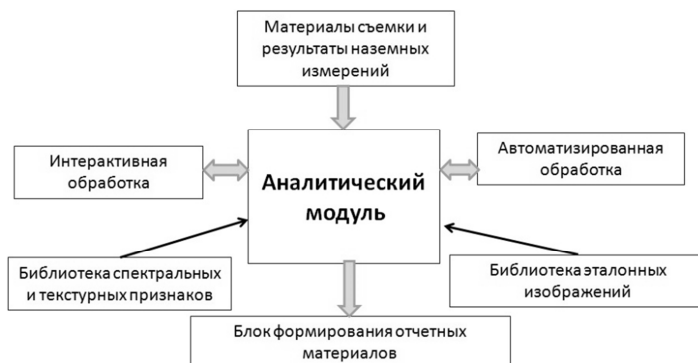 Материалы съемки и
результаты наземных
измерений
Интерактивная
обработка
Аналитический
модуль
Автоматизированная
обработка
Библиотека спектральных
и текстурных признаков
Библиотека эталонных
изображений
Блок формирования отчетных
материалов